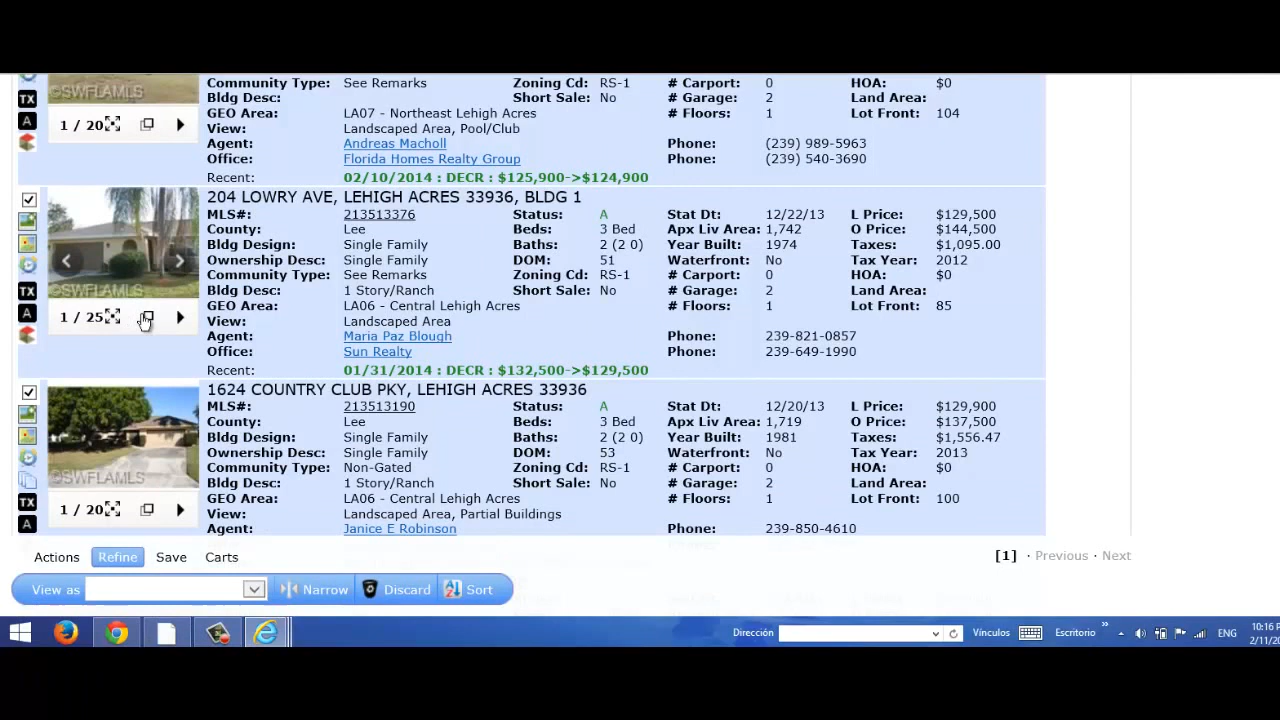 Community Type: See Remarks Zoning Cd: RS-1 # Carport: 0 HOA: $0
©SWFLAMLS
TX Bldg Desc: Short Sale: No # Garage: 2 Land Area:
A 1 / 20 GEO Area: LA07 - Northeast Lehigh Acres # Floors: 1 Lot Front: 104
View: Landscaped Area, Pool/Club
Agent: Andreas Macholl Phone: (239) 989-5963
Office: Florida Homes Realty Group Phone: (239) 540-3690
Recent: 02/10/2014 : DECR : $125,900->$124,900
204 LOWRY AVE, LEHIGH ACRES 33936, BLDG 1
MLS#: 213513376 Status: A Stat Dt: 12/22/13 L Price: $129,500
County: Lee Beds: 3 Bed Apx Liv Area: 1,742 O Price: $144,500
Bldg Design: Single Family Baths: 2 (2 0) Year Built: 1974 Taxes: $1,095.00
Ownership Desc: Single Family DOM: 51 Waterfront: No Tax Year: 2012
Community Type: See Remarks Zoning Cd: RS-1 # Carport: 0 HOA: $0
TX ©SWFLAMLS Bldg Desc: 1 Story/Ranch Short Sale: No # Garage: 2 Land Area:
A 1 / 25 GEO Area: LA06 - Central Lehigh Acres # Floors: 1 Lot Front: 85
View: Landscaped Area
Agent: Maria Paz Blough Phone: 239-821-0857
Office: Sun Realty Phone: 239-649-1990
Recent: 01/31/2014 : DECR : $132,500->$129,500
1624 COUNTRY CLUB PKY, LEHIGH ACRES 33936
MLS#: 213513190 Status: A Stat Dt: 12/20/13 L Price: $129,900
County: Lee Beds: 3 Bed Apx Liv Area: 1,719 O Price: $137,500
Bldg Design: Single Family Baths: 2 (2 0) Year Built: 1981 Taxes: $1,556.47
Ownership Desc: Single Family DOM: 53 Waterfront: No Tax Year: 2013
Community Type: Non-Gated Zoning Cd: RS-1 # Carport: 0 HOA: $0
©SWFLAMLS Bldg Desc: 1 Story/Ranch Short Sale: No # Garage: 2 Land Area:
TX 1 / 20 GEO Area: LA06 - Central Lehigh Acres # Floors: 1 Lot Front: 100
View: Landscaped Area, Partial Buildings
A Agent: Janice E Robinson Phone: 239-850-4610
Actions Refine Save Carts [1] · Previous · Next
View as Narrow Discard Sort
Dirección Vínculos Escritorio » ENG 10:16 P
2/11/20